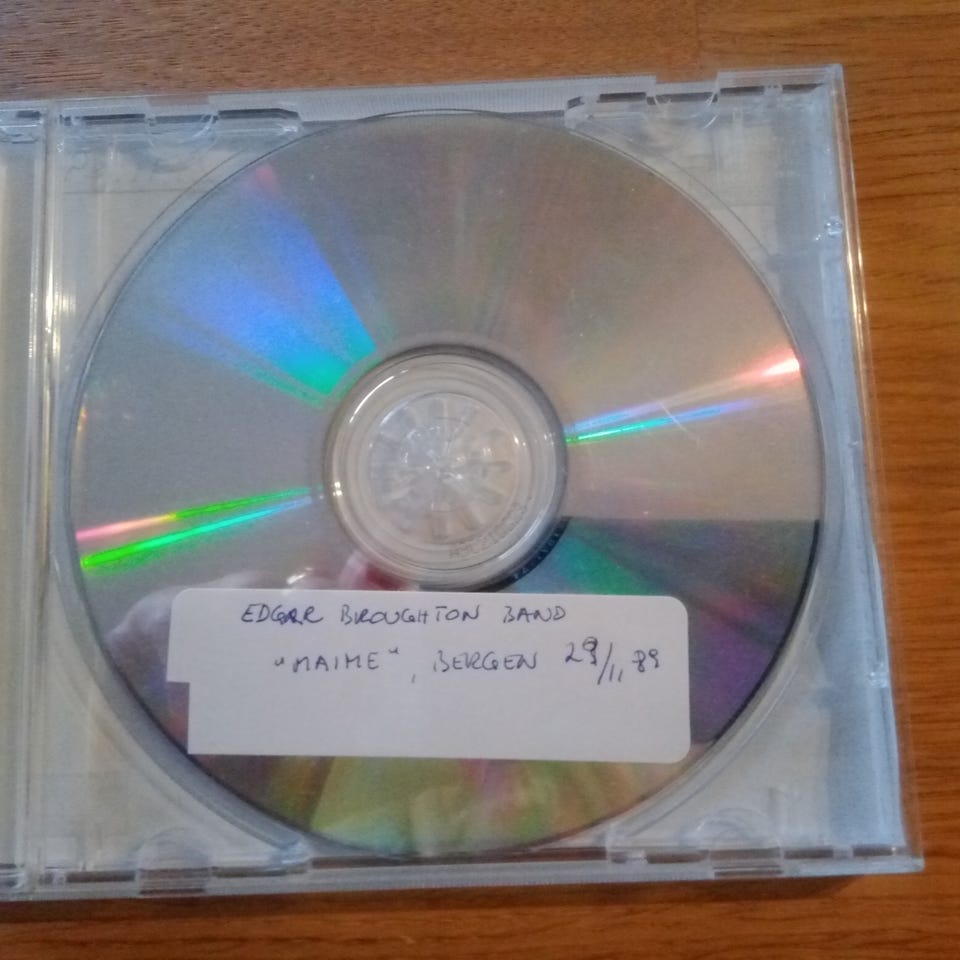 EDGAR BROUGHTON BAND
"MAIME", BERGEN 29/11 89